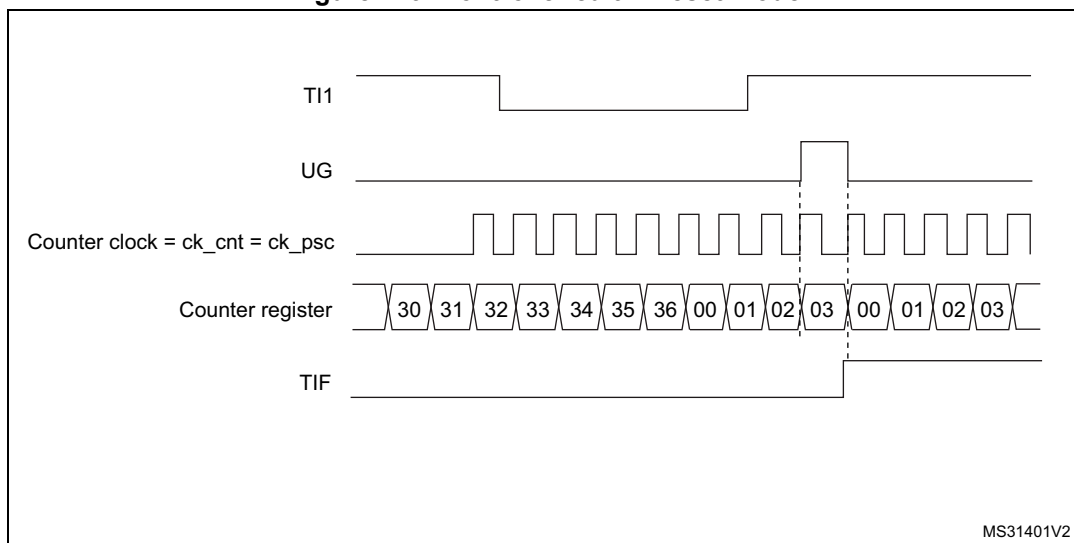 TI1
UG
Counter clock = ck_cnt = ck_psc
Counter register 30 31 32 33 34 35 36 00 01 02 03 00 01 02 03
TIF
MS31401V2